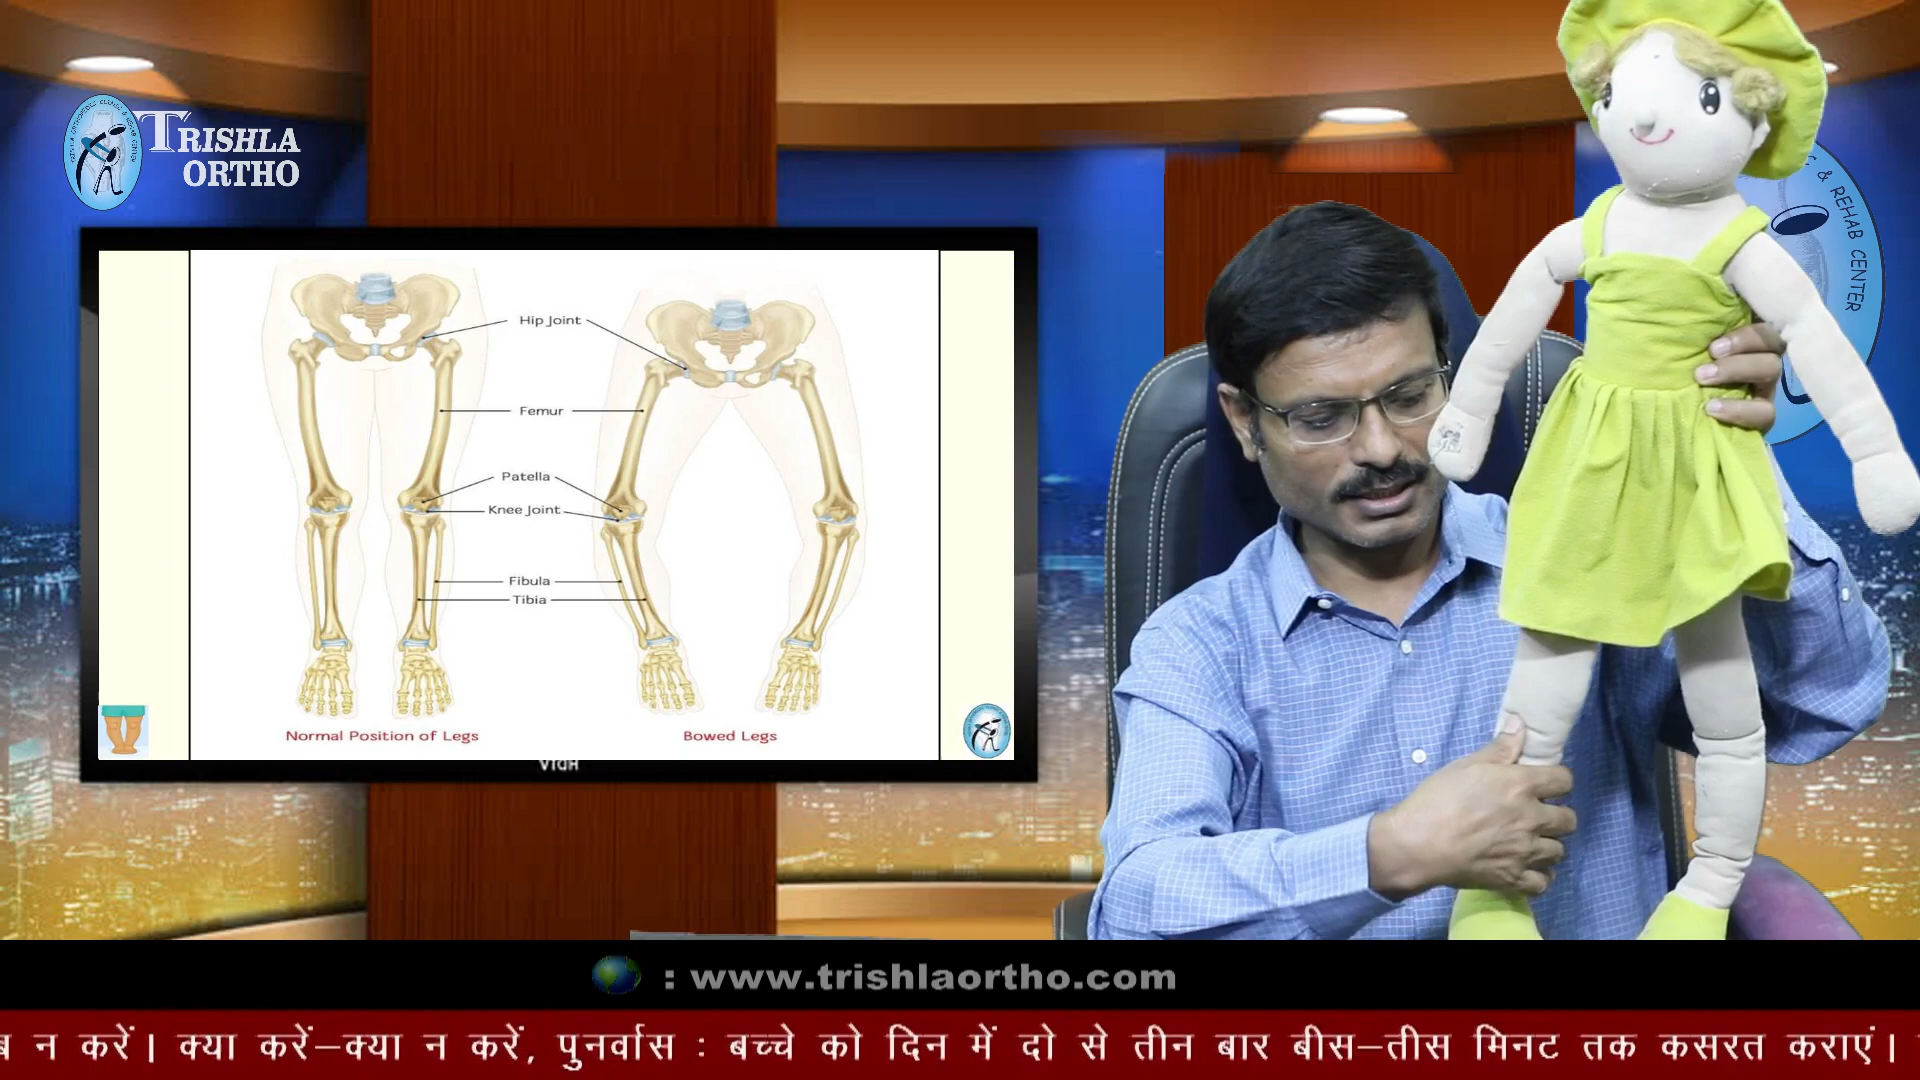 TRISHLA
ORTHO
Hip Joint
Femur
Patella
Knee Joint
Fibula
Tibia
Normal Position of Legs
Bowed Legs
& REHAB CENTER
: www.trishlaortho.com
न करें। क्या करें–क्या न करें, पुनर्वास : बच्चे को दिन में दो से तीन बार बीस–तीस मिनट तक कसरत कराएं।